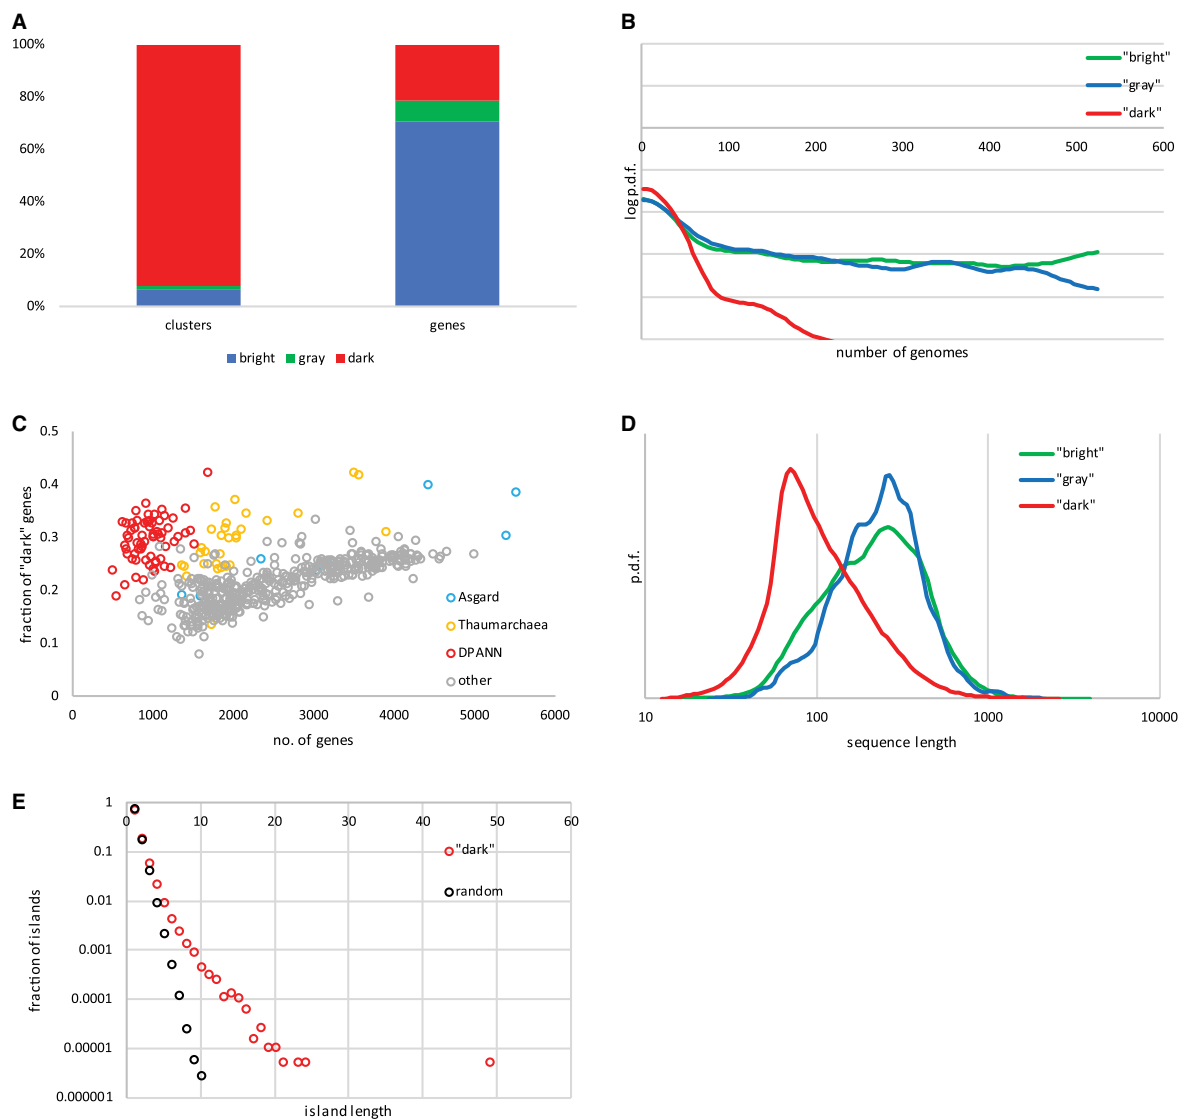 A
100%
80%
60%
40%
20%
0%
clusters
genes
bright
gray
dark
B
"bright"
"gray"
"dark"
0
100
200
300
400
500
600
log p.d.f.
number of genomes
C
0.5
0.4
0.3
0.2
0.1
0
fraction of "dark" genes
Asgard
Thaumarchaea
DPANN
other
0
1000
2000
3000
4000
5000
6000
no. of genes
D
"bright"
"gray"
"dark"
p.d.f.
10
100
1000
10000
sequence length
E
1
0.1
0.01
0.001
0.0001
0.00001
0.000001
0
10
20
30
40
50
60
"dark"
random
fraction of islands
island length